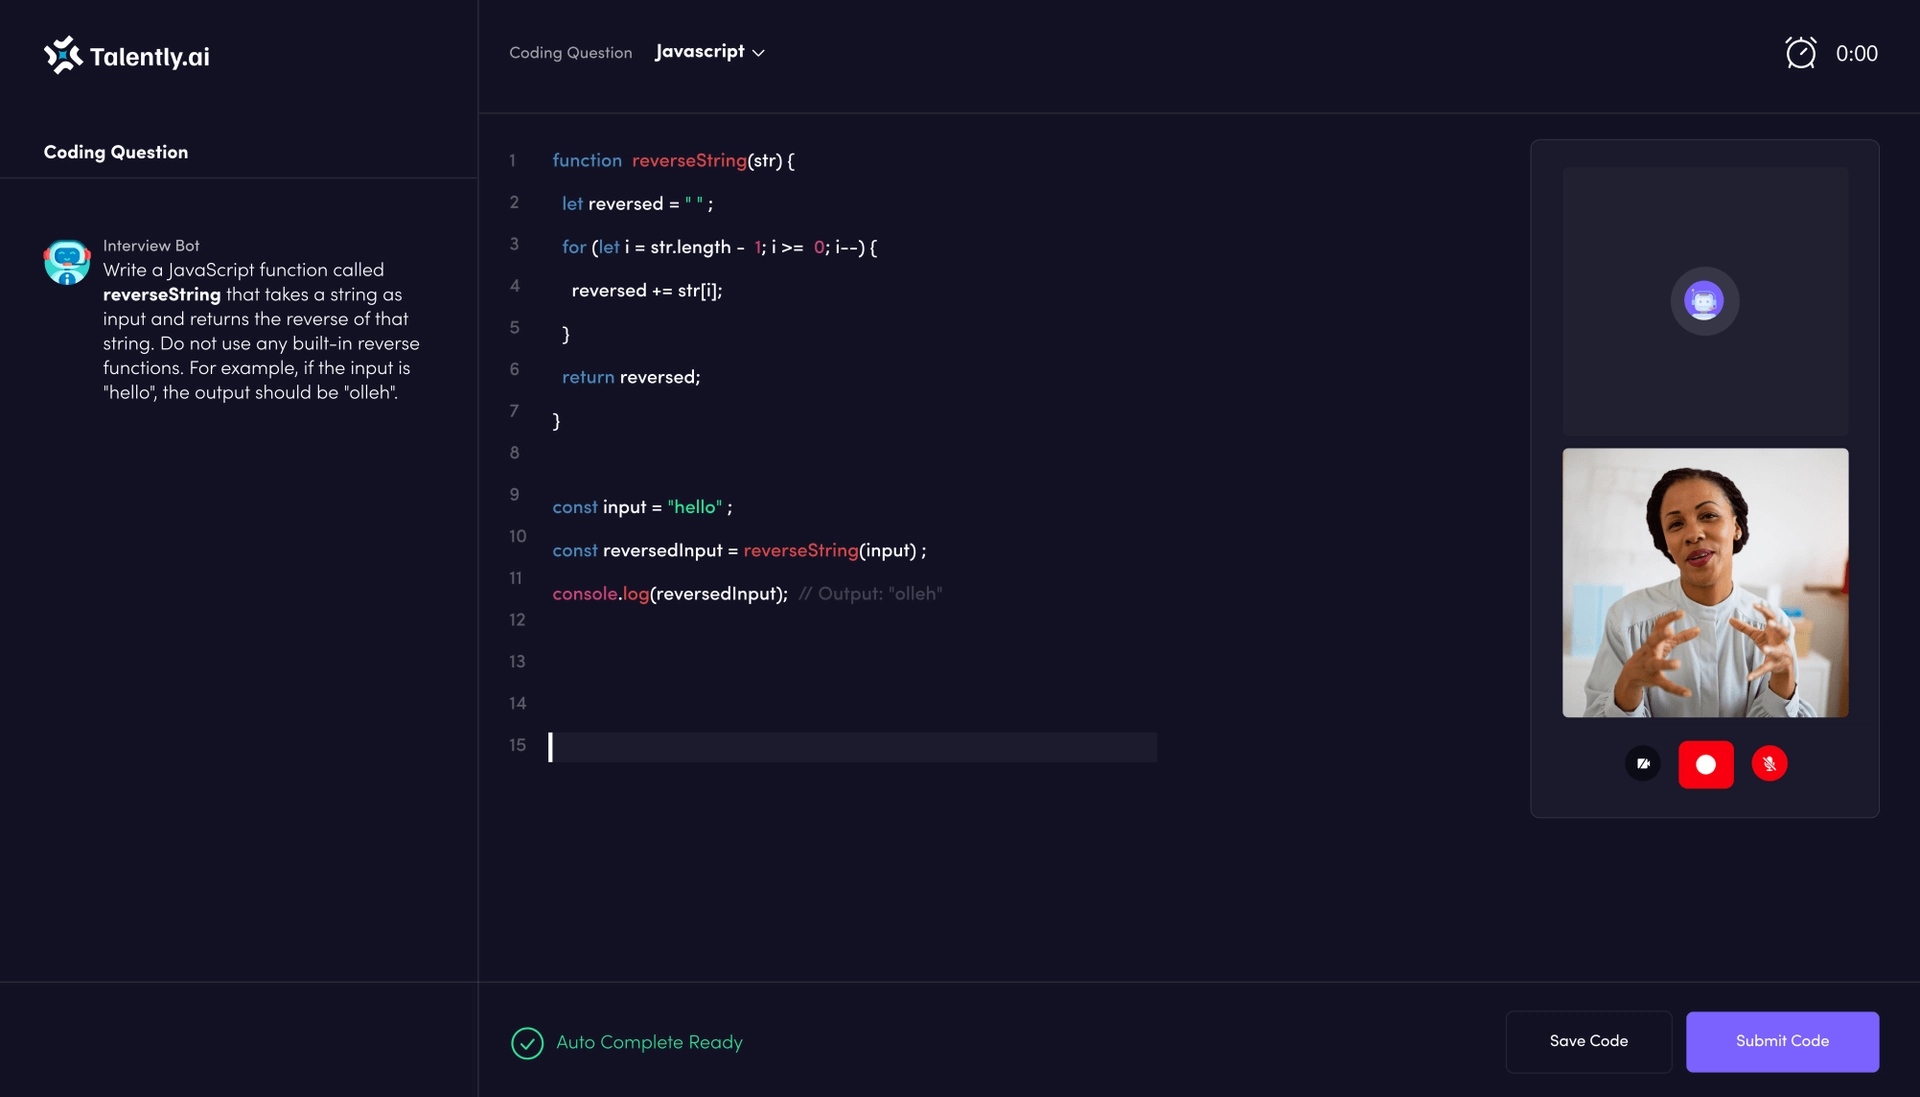 Talently.ai
Coding Question Javascript
0:00
Coding Question
Interview Bot
Write a JavaScript function called
reverseString that takes a string as
input and returns the reverse of that
string. Do not use any built-in reverse
functions. For example, if the input is
"hello", the output should be "olleh".
1 function reverseString(str) {
2 let reversed = " " ;
3 for (let i = str.length - 1; i >= 0; i--) {
4 reversed += str[i];
5 }
6 return reversed;
7 }
8
9 const input = "hello" ;
10 const reversedInput = reverseString(input) ;
11 console.log(reversedInput); // Output: "olleh"
12
13
14
15
Auto Complete Ready
Save Code
Submit Code